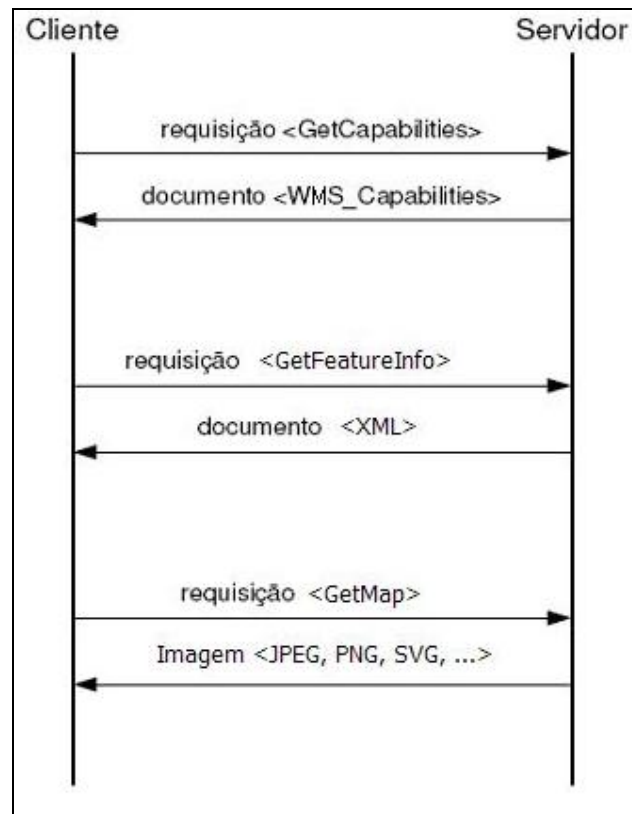 Cliente Servidor
requisição <GetCapabilities>
documento <WMS_Capabilities>
requisição <GetFeatureInfo>
documento <XML>
requisição <GetMap>
Imagem <JPEG, PNG, SVG, ...>